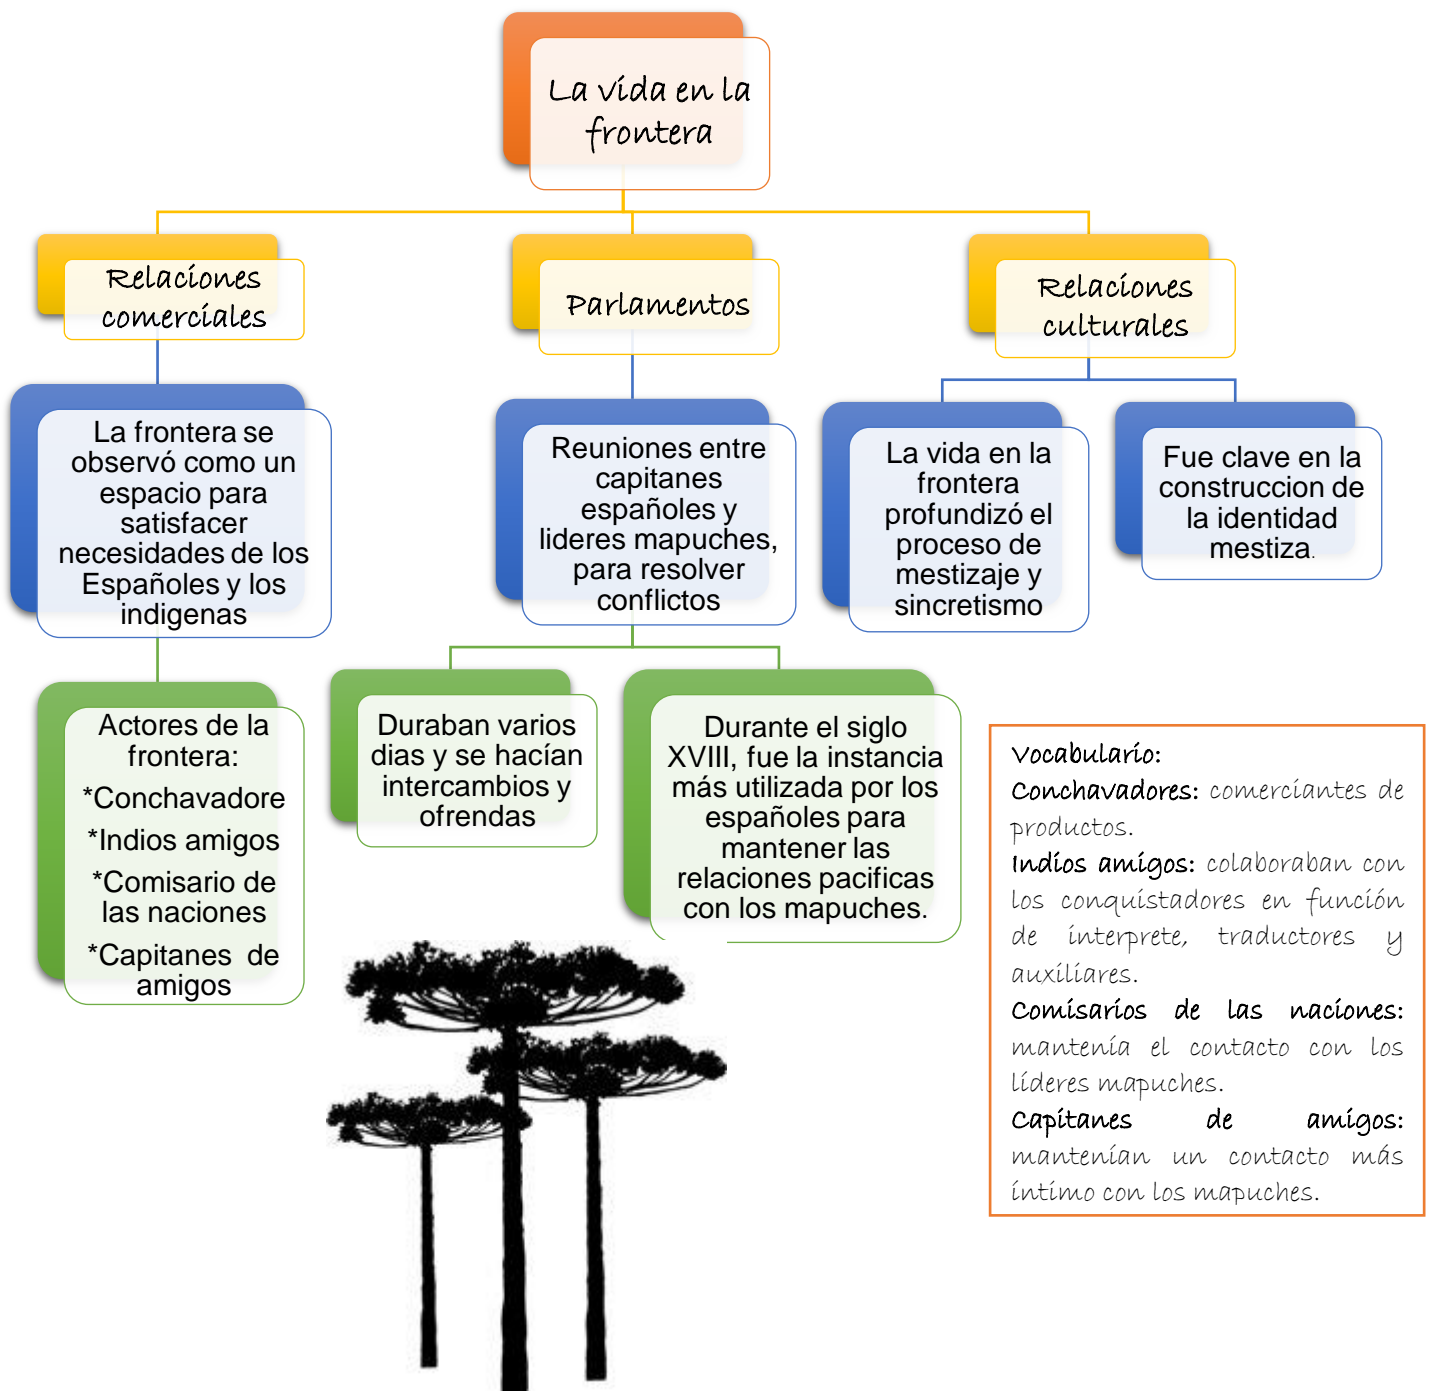 La vida en la
frontera
Relaciones
comerciales
Parlamentos
Relaciones
culturales
La frontera se
observó como un
espacio para
satisfacer
necesidades de los
Españoles y los
indigenas
Reuniones entre
capitanes
españoles y
lideres mapuches,
para resolver
conflictos
La vida en la
frontera
profundizó el
proceso de
mestizaje y
sincretismo
Fue clave en la
construccion de
la identidad
mestiza.
Actores de la
frontera:
*Conchavadore
*Indios amigos
*Comisario de
las naciones
*Capitanes de
amigos
Duraban varios
dias y se hacían
intercambios y
ofrendas
Durante el siglo
XVIII, fue la instancia
más utilizada por los
españoles para
mantener las
relaciones pacificas
con los mapuches.
Vocabulario:
Conchavadores: comerciantes de
productos.
Indios amigos: colaboraban con
los conquistadores en función
de interprete, traductores y
auxiliares.
Comisarios de las naciones:
mantenía el contacto con los
líderes mapuches.
Capitanes de amigos:
mantenían un contacto más
íntimo con los mapuches.